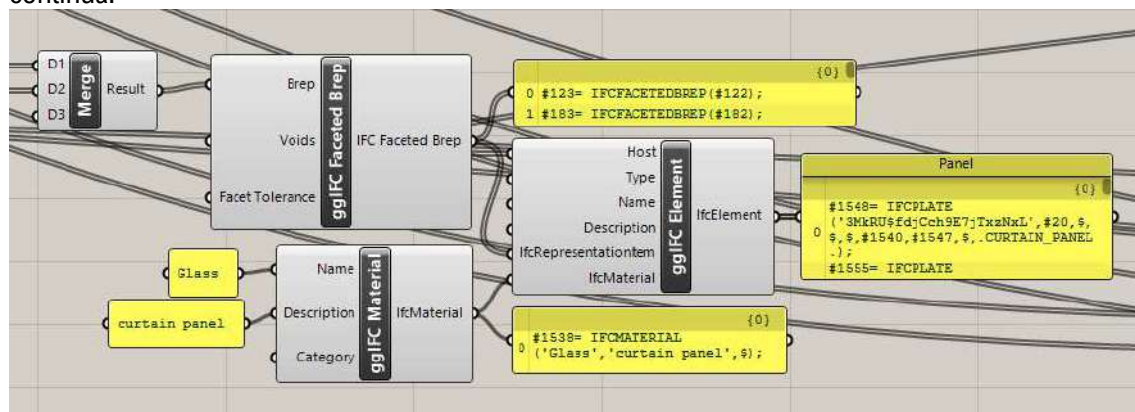 continua.
D1
D2
D3
Merge
Result
Brep
Voids
Facet Tolerance
ggIFC Faceted Brep
IFC Faceted Brep
{0}
0 #123= IFCFACETEDBREP(#122);
1 #183= IFCFACETEDBREP(#182);
Host
Type
Name
Description
IfcRepresentationItem
IfcMaterial
ggIFC Element
IfcElement
Panel
{0}
0
#1548= IFCPLATE
('3MkRU$fdjCch9E7jTxzNxL',#20,$,
$,$,#1540,#1547,$,.CURTAIN_PANEL
.);
#1555= IFCPLATE
Glass
curtain panel
Name
Description
Category
ggIFC Material
IfcMaterial
{0}
0
#1538= IFCMATERIAL
('Glass','curtain panel',$);